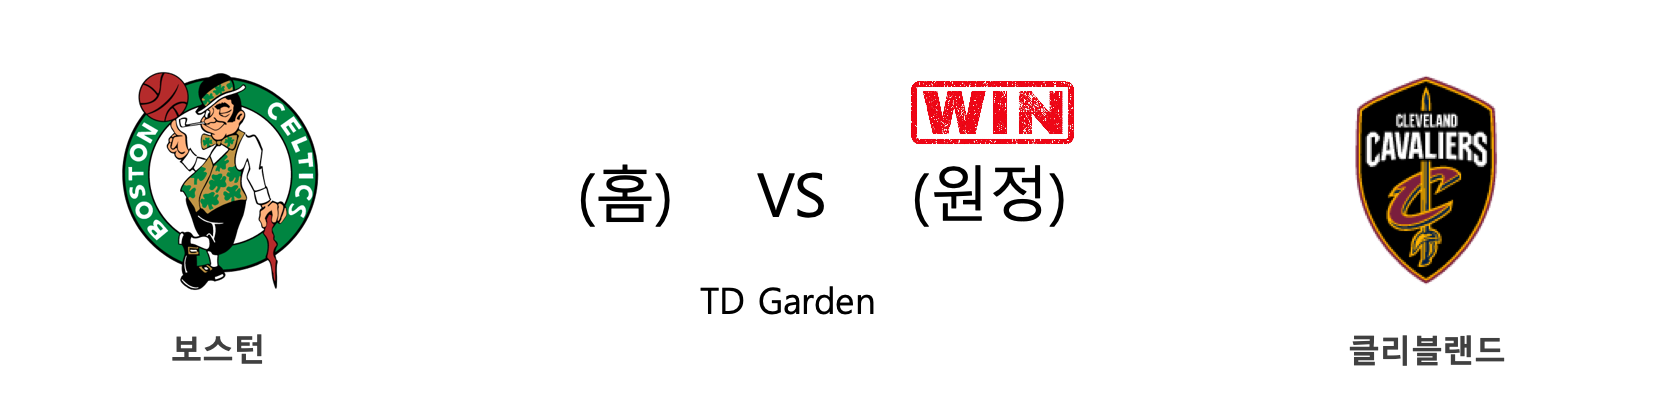 BOSTON CELTICS
WIN
CLEVELAND
CAVALIERS
C
(홈) VS (원정)
TD Garden
보스턴
클리블랜드